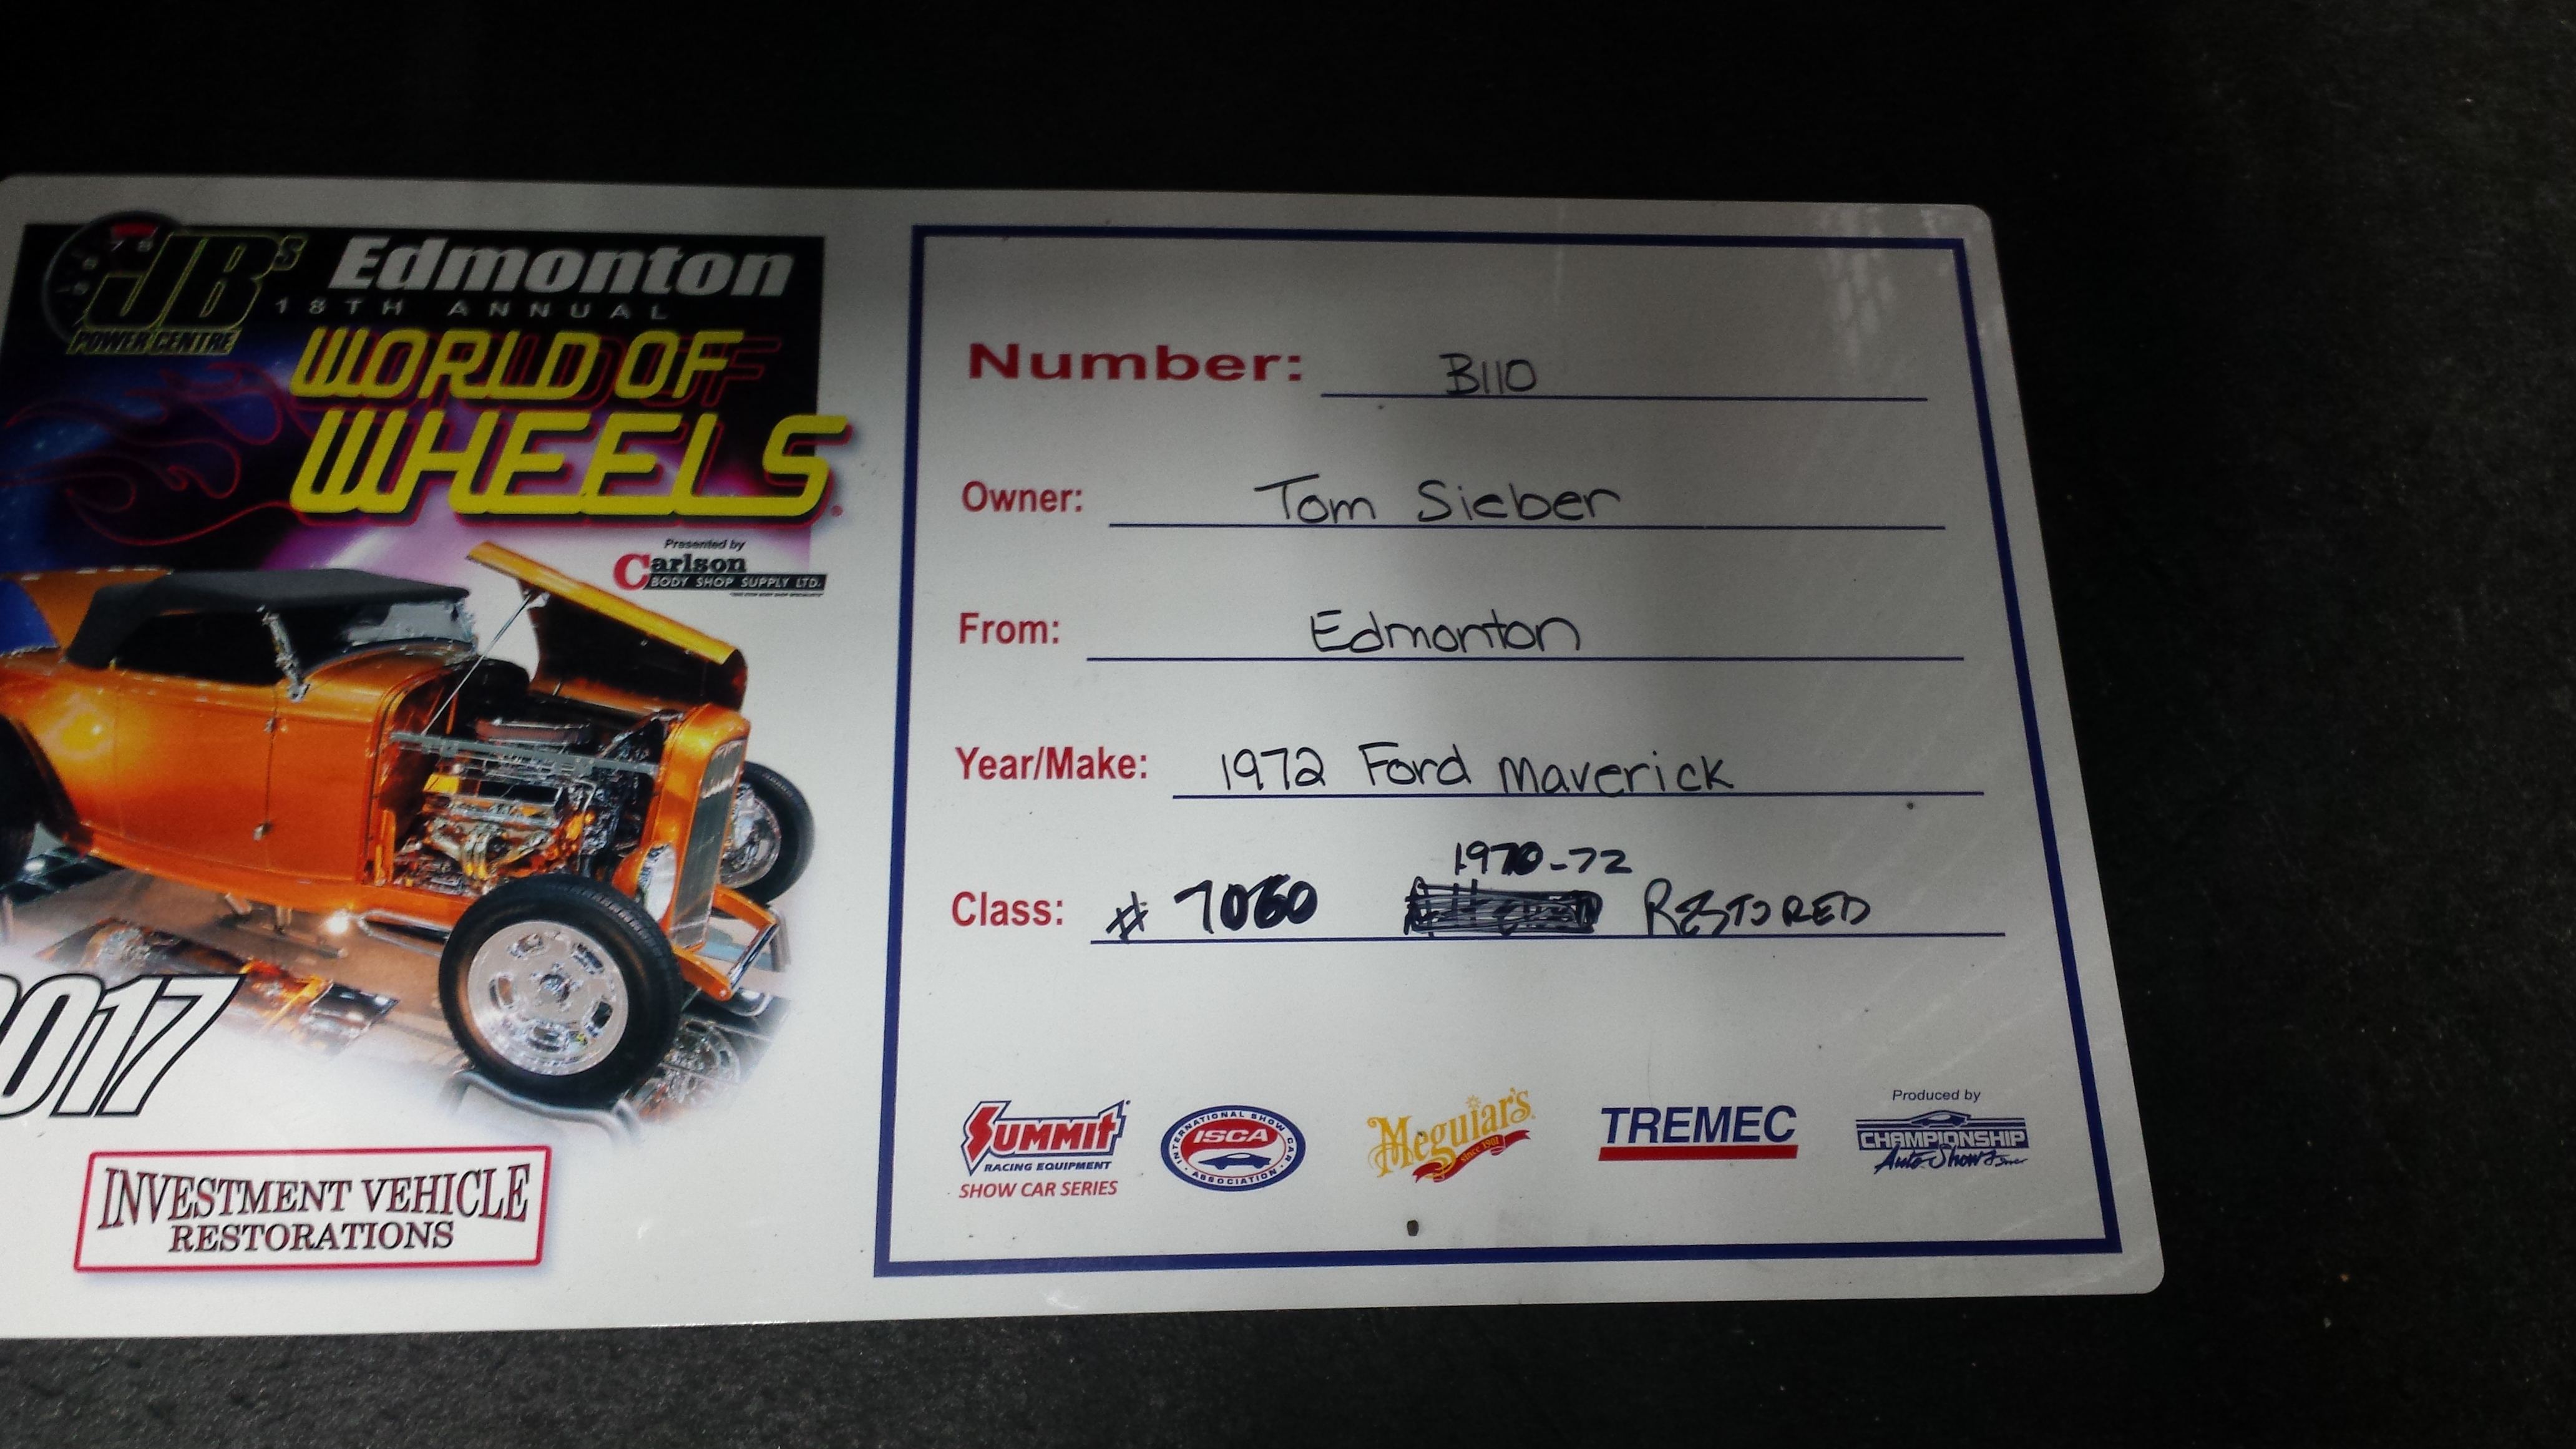 JB's
POWER CENTRE
Edmonton
18TH ANNUAL
WORLD OF
WHEELS
Presented by
Carlson
BODY SHOP SUPPLY LTD.
2017
INVESTMENT VEHICLE
RESTORATIONS
Number: B110
Owner: Tom Sieber
From: Edmonton
Year/Make: 1972 Ford Maverick
1970-72
Class: # 7060 RESTORED
SUMMIT
RACING EQUIPMENT
SHOW CAR SERIES
INTERNATIONAL SHOW CAR
ISCA
ASSOCIATION
Meguiar's
since 1901
TREMEC
Produced by
CHAMPIONSHIP
Auto Shows Inc.